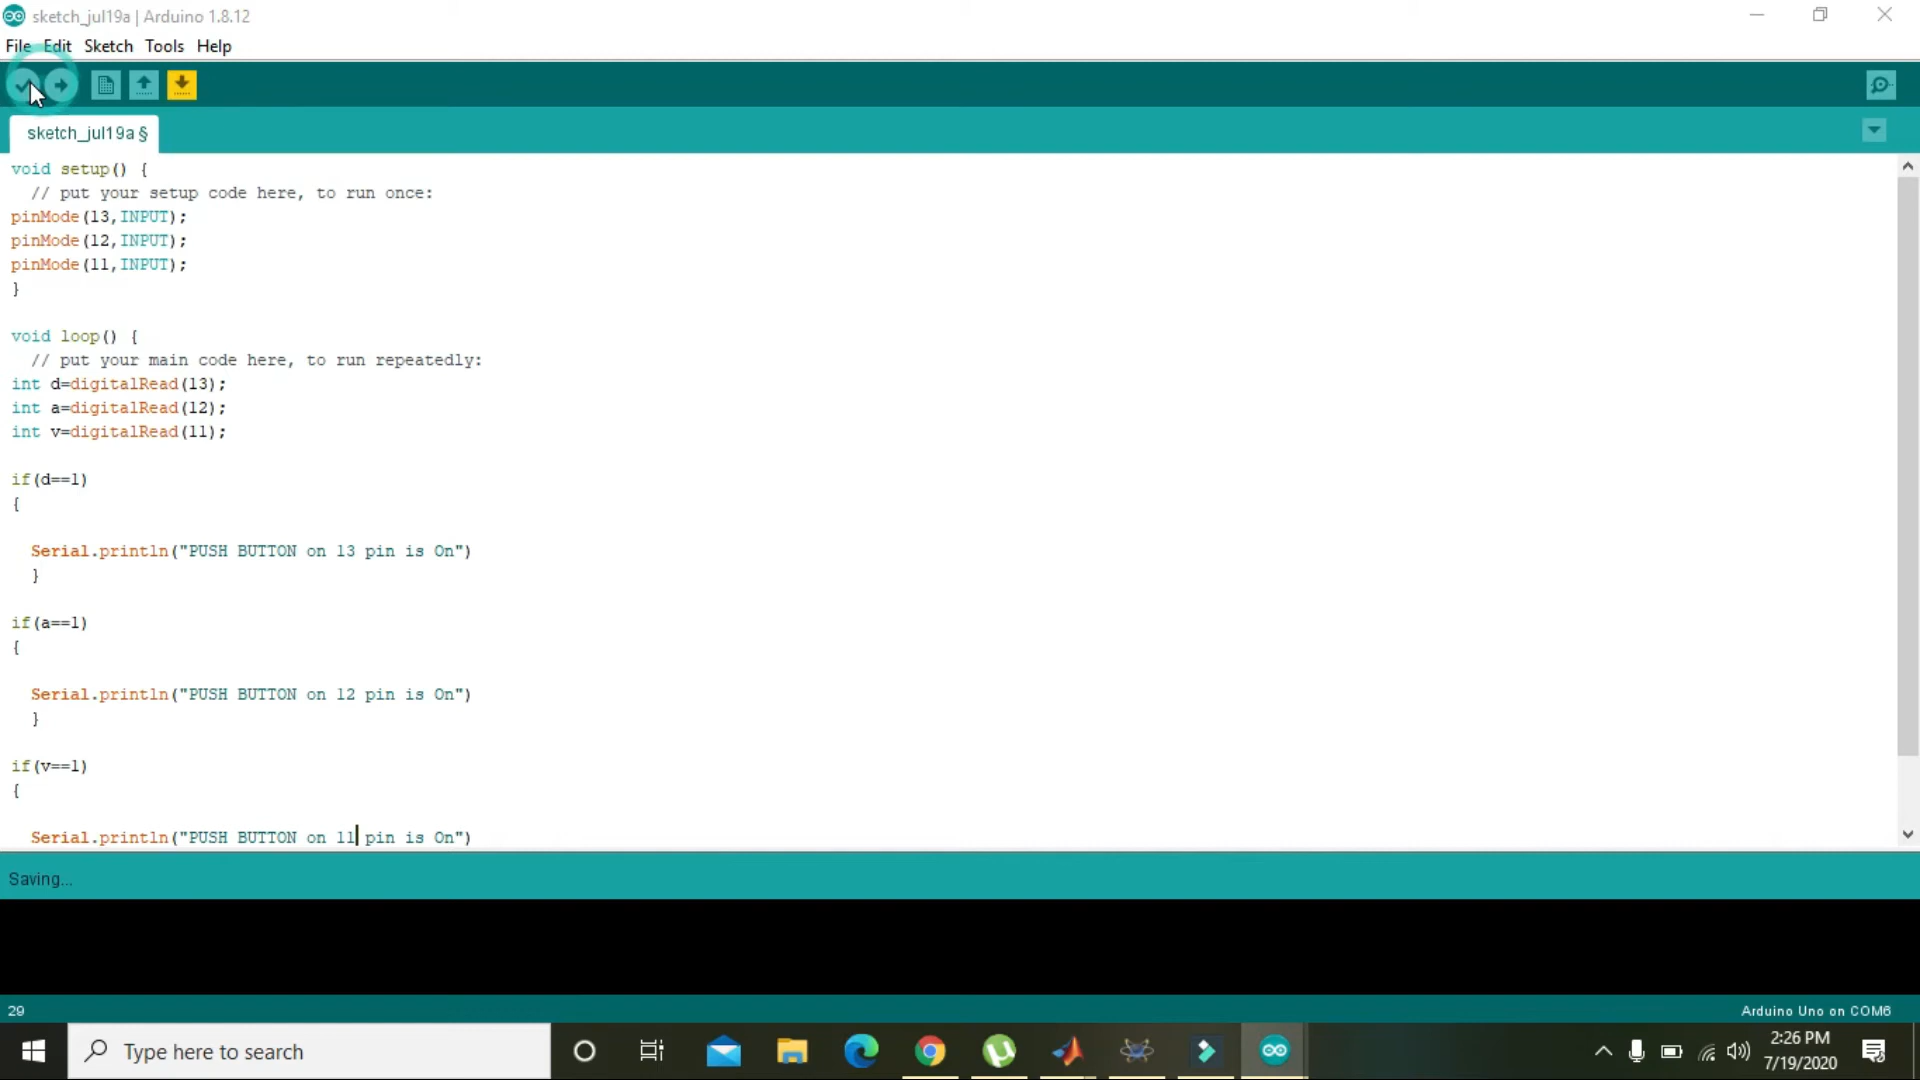 sketch_jul19a | Arduino 1.8.12
File Edit Sketch Tools Help
sketch_jul19a §
void setup() {
  // put your setup code here, to run once:
pinMode(13,INPUT);
pinMode(12,INPUT);
pinMode(11,INPUT);
}
void loop() {
  // put your main code here, to run repeatedly:
int d=digitalRead(13);
int a=digitalRead(12);
int v=digitalRead(11);
if(d==1)
{
  Serial.println("PUSH BUTTON on 13 pin is On")
  }
if(a==1)
{
  Serial.println("PUSH BUTTON on 12 pin is On")
  }
if(v==1)
{
  Serial.println("PUSH BUTTON on 11 pin is On")
Saving...
29
Arduino Uno on COM6
Type here to search
2:26 PM
7/19/2020